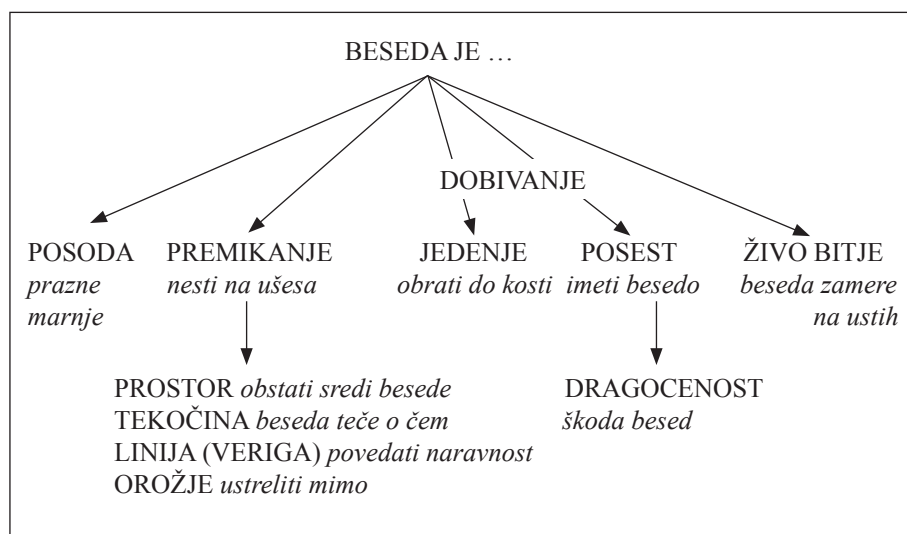 BESEDA JE …
DOBIVANJE
POSODA PREMIKANJE JEDENJE POSEST ŽIVO BITJE
prazne nesti na ušesa obrati do kosti imeti besedo beseda zamere
marnje na ustih
PROSTOR obstati sredi besede DRAGOCENOST
TEKOČINA beseda teče o čem škoda besed
LINIJA (VERIGA) povedati naravnost
OROŽJE ustreliti mimo